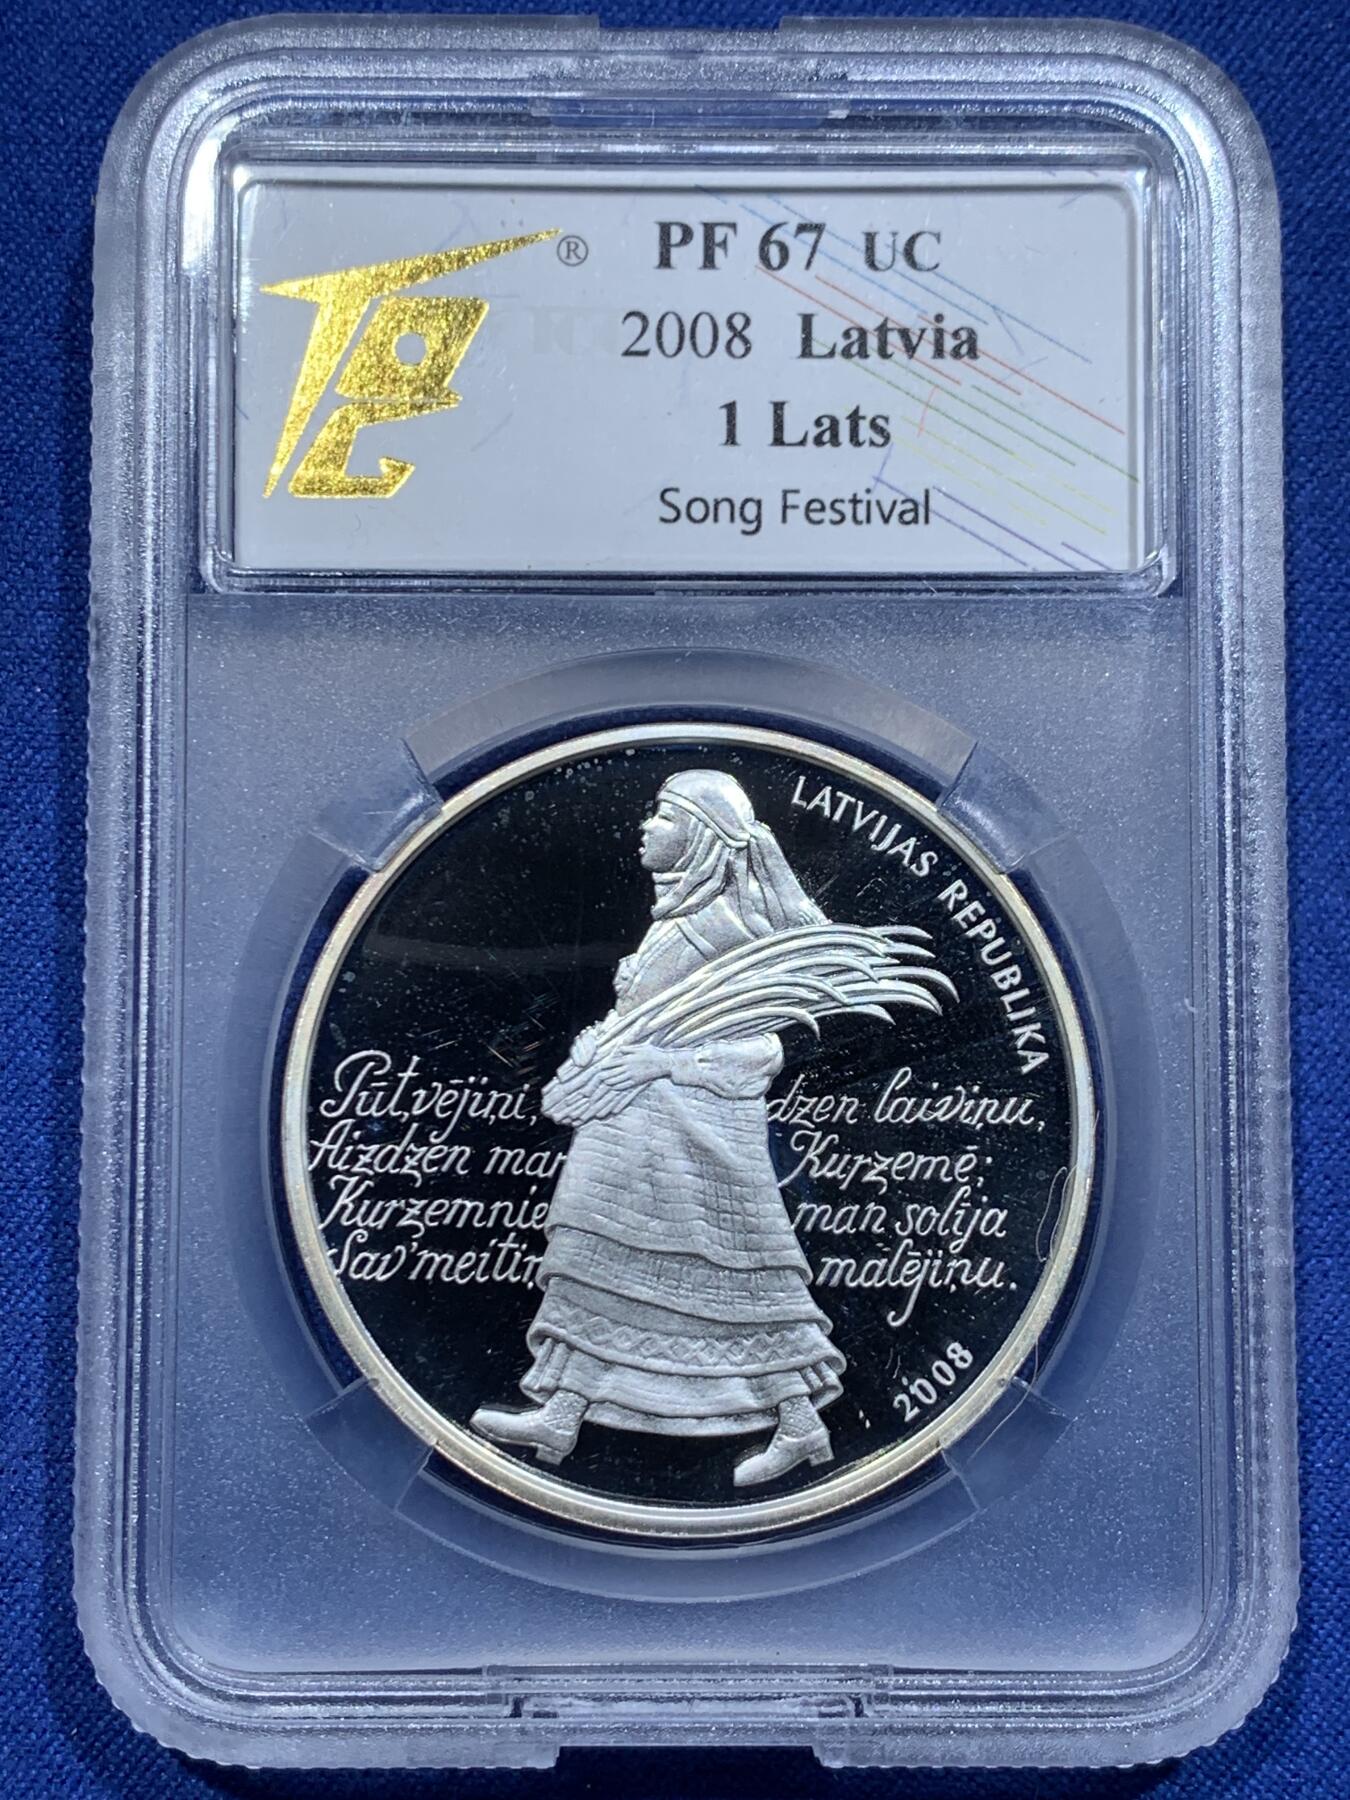 ®
PF 67 UC
2008 Latvia
1 Lats
Song Festival
LATVIJAS REPUBLIKA
Pūt, vējiņi, dzen laiviņu,
Aizdzen man Kurzemē;
Kurzemnie man solīja
Sav' meitiņ malējiņu.
2008